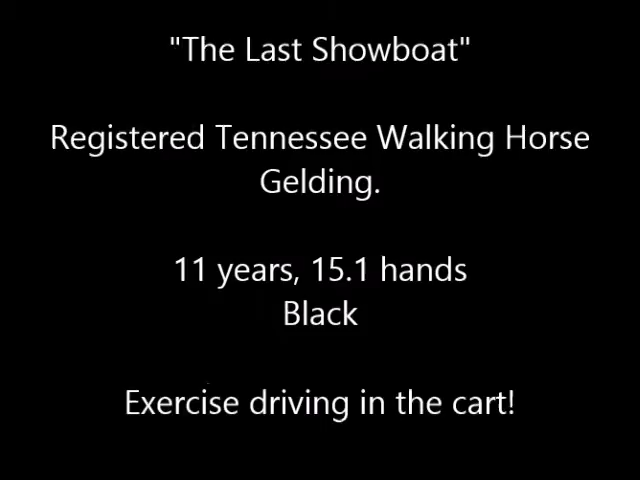 "The Last Showboat"
Registered Tennessee Walking Horse
Gelding.
11 years, 15.1 hands
Black
Exercise driving in the cart!